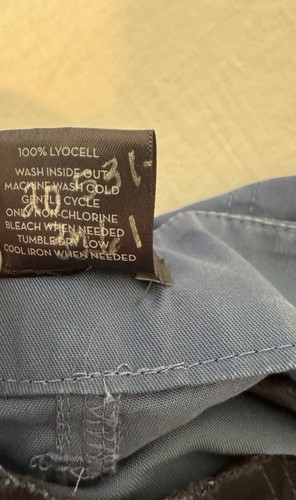 100% LYOCELL
WASH INSIDE OUT
MACHINE WASH COLD
GENTLE CYCLE
ONLY NON-CHLORINE
BLEACH WHEN NEEDED
TUMBLE DRY LOW
COOL IRON WHEN NEEDED